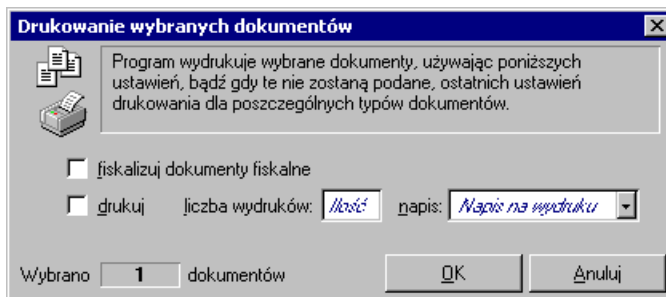 Drukowanie wybranych dokumentów
Program wydrukuje wybrane dokumenty, używając poniższych
ustawień, bądź gdy te nie zostaną podane, ostatnich ustawień
drukowania dla poszczególnych typów dokumentów.
fiskalizuj dokumenty fiskalne
drukuj liczba wydruków: Ilość napis: Napis na wydruku
Wybrano 1 dokumentów OK Anuluj